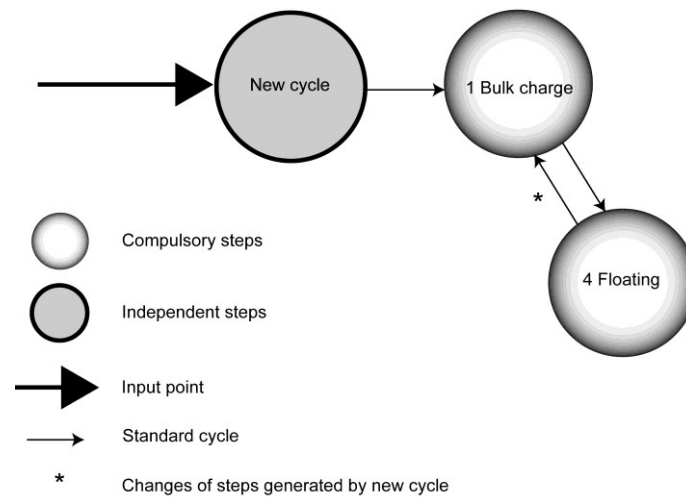 New cycle
1 Bulk charge
*
4 Floating
Compulsory steps
Independent steps
Input point
Standard cycle
* Changes of steps generated by new cycle